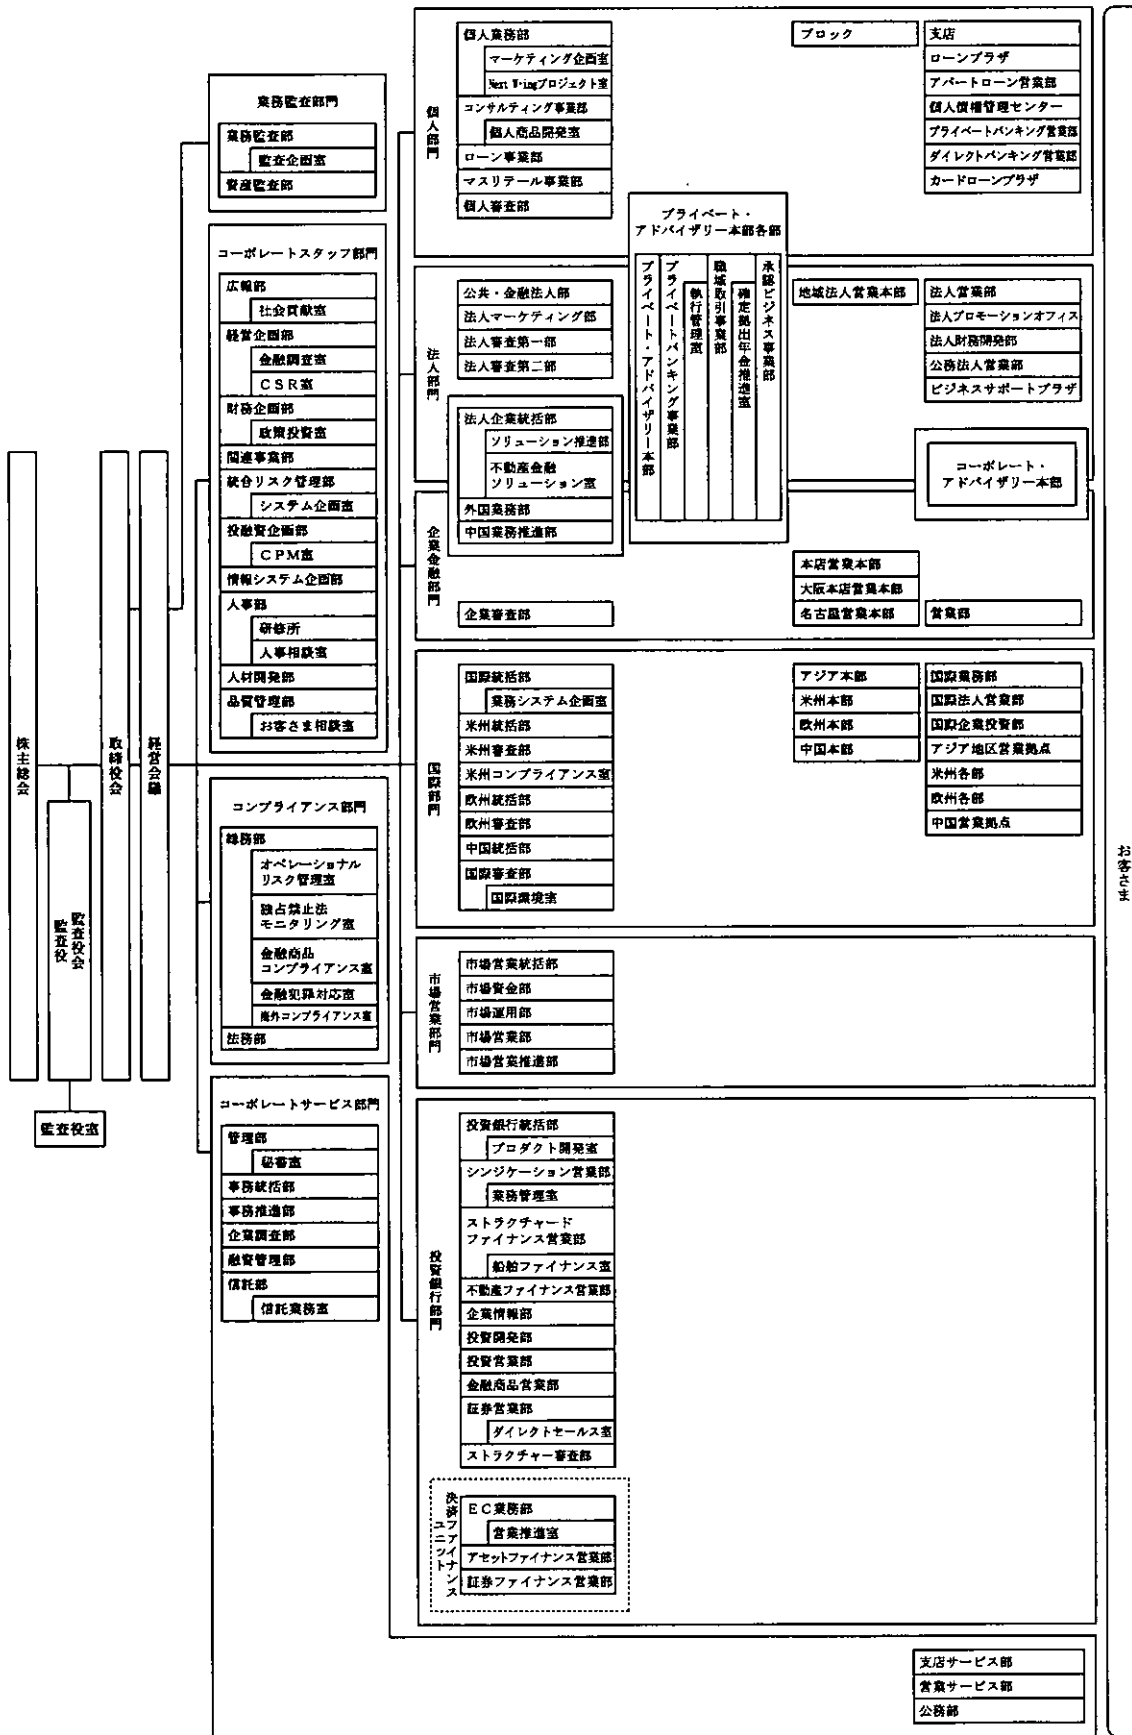 株主総会
監査役会
監査役
監査役室
取締役会
経営会議
業務監査部門
業務監査部
監査企画室
資産監査部
コーポレートスタッフ部門
広報部
社会貢献室
経営企画部
金融調査室
CSR室
財務企画部
政策投資室
関連事業部
統合リスク管理部
システム企画室
投融資企画部
CPM室
情報システム企画部
人事部
研修所
人事相談室
人材開発部
品質管理部
お客さま相談室
コンプライアンス部門
総務部
オペレーショナル
リスク管理室
独占禁止法
モニタリング室
金融商品
コンプライアンス室
金融犯罪対応室
海外コンプライアンス室
法務部
コーポレートサービス部門
管理部
秘書室
事務統括部
事務推進部
企業調査部
融資管理部
信託部
信託業務室
個人部門
個人業務部
マーケティング企画室
Next W・ingプロジェクト室
コンサルティング事業部
個人商品開発室
ローン事業部
マスリテール事業部
個人審査部
ブロック
支店
ローンプラザ
アパートローン営業部
個人債権管理センター
プライベートバンキング営業部
ダイレクトバンキング営業部
カードローンプラザ
プライベート・
アドバイザリー本部各部
プライベート・アドバイザリー本部
プライベートバンキング事業部
執行管理室
職域取引事業部
確定拠出年金推進室
承認ビジネス事業部
法人部門
公共・金融法人部
法人マーケティング部
法人審査第一部
法人審査第二部
地域法人営業本部
法人営業部
法人プロモーションオフィス
法人財務開発部
公務法人営業部
ビジネスサポートプラザ
法人企業統括部
ソリューション推進部
不動産金融
ソリューション室
外国業務部
中国業務推進部
コーポレート・
アドバイザリー本部
企業金融部門
企業審査部
本店営業本部
大阪本店営業本部
名古屋営業本部
営業部
国際部門
国際統括部
業務システム企画室
米州統括部
米州審査部
米州コンプライアンス室
欧州統括部
欧州審査部
中国統括部
国際審査部
国際環境室
アジア本部
米州本部
欧州本部
中国本部
国際業務部
国際法人営業部
国際企業投資部
アジア地区営業拠点
米州各部
欧州各部
中国営業拠点
市場営業部門
市場営業統括部
市場資金部
市場運用部
市場営業部
市場営業推進部
投資銀行部門
投資銀行統括部
プロダクト開発室
シンジケーション営業部
業務管理室
ストラクチャード
ファイナンス営業部
船舶ファイナンス室
不動産ファイナンス営業部
企業情報部
投資開発部
投資営業部
金融商品営業部
証券営業部
ダイレクトセールス室
ストラクチャー審査部
決済ファイナンス
ユニット
EC業務部
営業推進室
アセットファイナンス営業部
証券ファイナンス営業部
支店サービス部
営業サービス部
公務部
お客さま